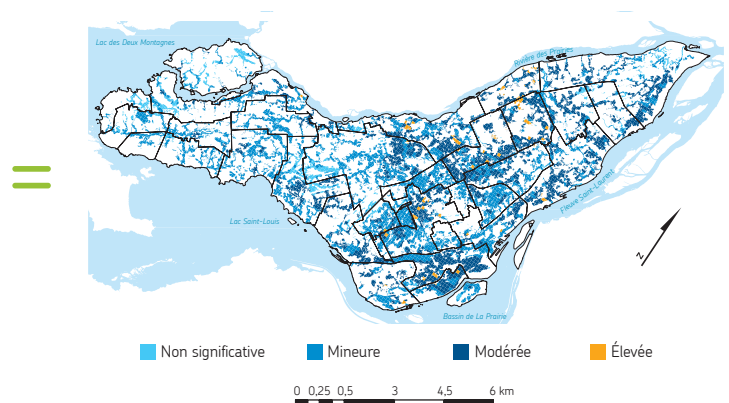 Lac des Deux Montagnes
Rivière des Prairies
Fleuve Saint-Laurent
Lac Saint-Louis
N
Bassin de La Prairie
Non significative
Mineure
Modérée
Élevée
0 0,25 0,5 3 4,5 6 km